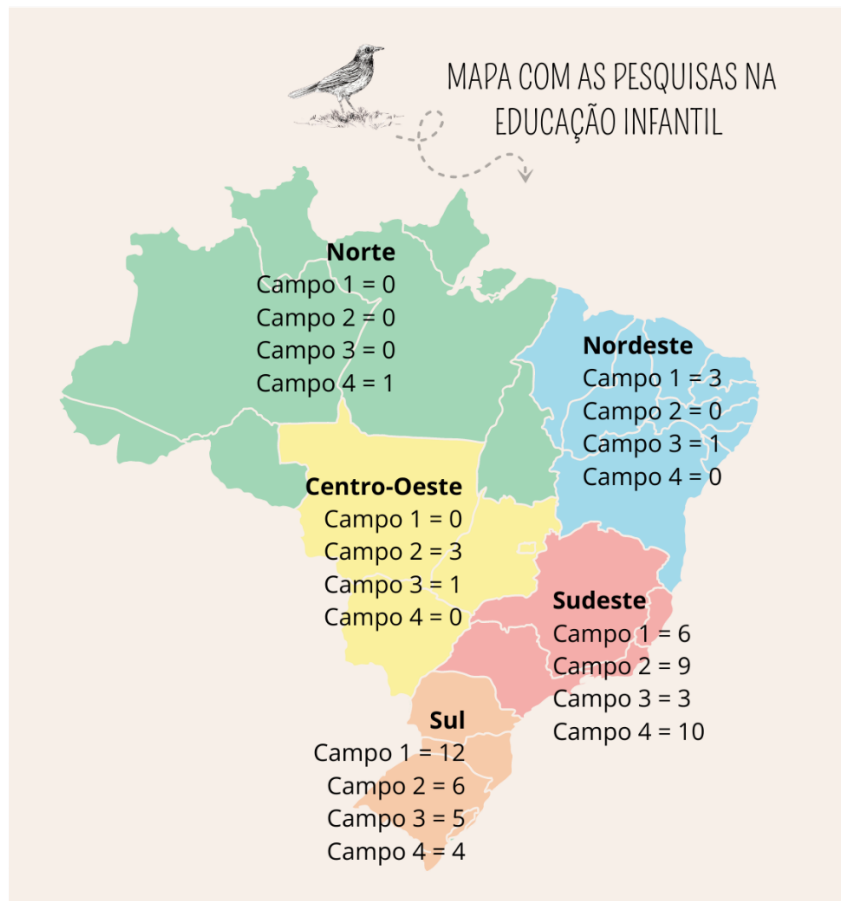 MAPA COM AS PESQUISAS NA
EDUCAÇÃO INFANTIL
Norte
Campo 1 = 0
Campo 2 = 0
Campo 3 = 0
Campo 4 = 1
Nordeste
Campo 1 = 3
Campo 2 = 0
Campo 3 = 1
Campo 4 = 0
Centro-Oeste
Campo 1 = 0
Campo 2 = 3
Campo 3 = 1
Campo 4 = 0
Sudeste
Campo 1 = 6
Campo 2 = 9
Campo 3 = 3
Campo 4 = 10
Sul
Campo 1 = 12
Campo 2 = 6
Campo 3 = 5
Campo 4 = 4